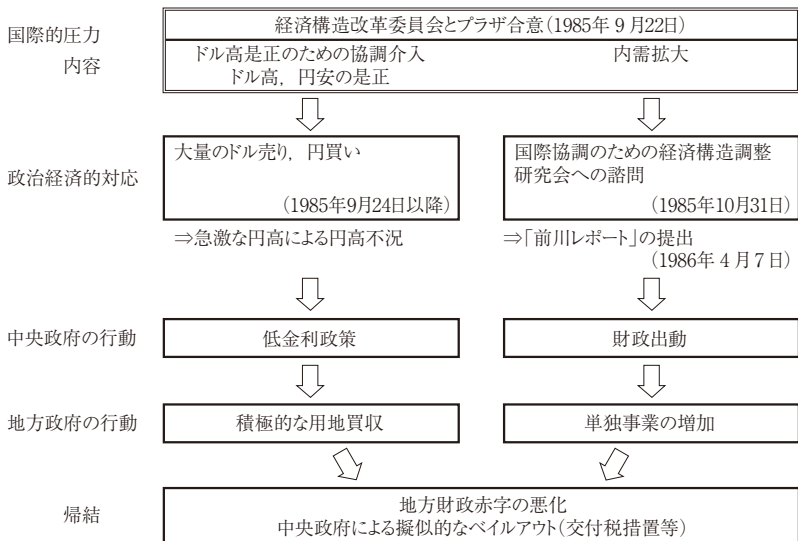 国際的圧力
内容
経済構造改革委員会とプラザ合意(1985年9月22日)
ドル高是正のための協調介入
ドル高，円安の是正
内需拡大
政治経済的対応
大量のドル売り，円買い
(1985年9月24日以降)
⇒急激な円高による円高不況
国際協調のための経済構造調整
研究会への諮問
(1985年10月31日)
⇒「前川レポート」の提出
(1986年4月7日)
中央政府の行動
低金利政策
財政出動
地方政府の行動
積極的な用地買収
単独事業の増加
帰結
地方財政赤字の悪化
中央政府による擬似的なベイルアウト(交付税措置等)